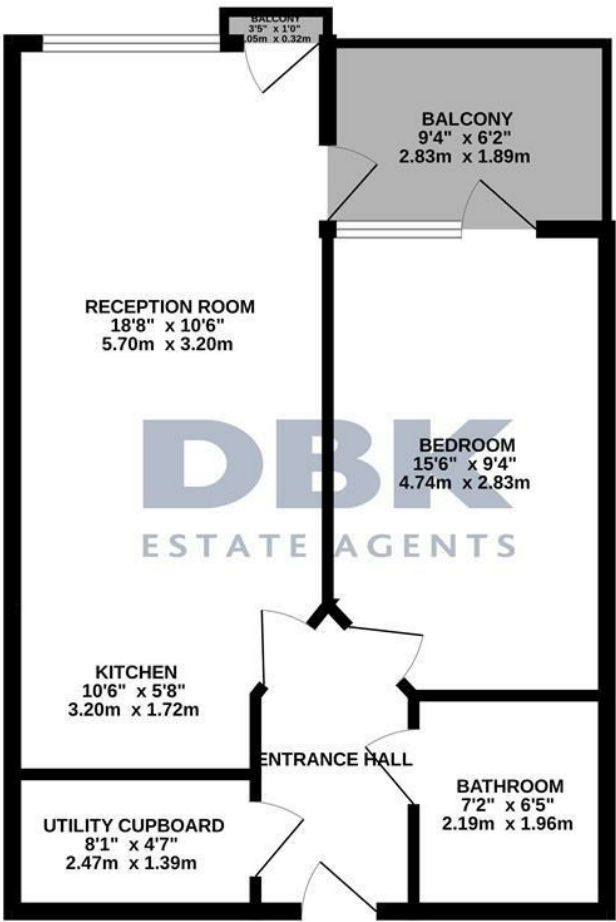 BALCONY
3'5" x 1'0"
.05m x 0.32m
BALCONY
9'4" x 6'2"
2.83m x 1.89m
RECEPTION ROOM
18'8" x 10'6"
5.70m x 3.20m
DBK
ESTATE AGENTS
BEDROOM
15'6" x 9'4"
4.74m x 2.83m
KITCHEN
10'6" x 5'8"
3.20m x 1.72m
ENTRANCE HALL
BATHROOM
7'2" x 6'5"
2.19m x 1.96m
UTILITY CUPBOARD
8'1" x 4'7"
2.47m x 1.39m